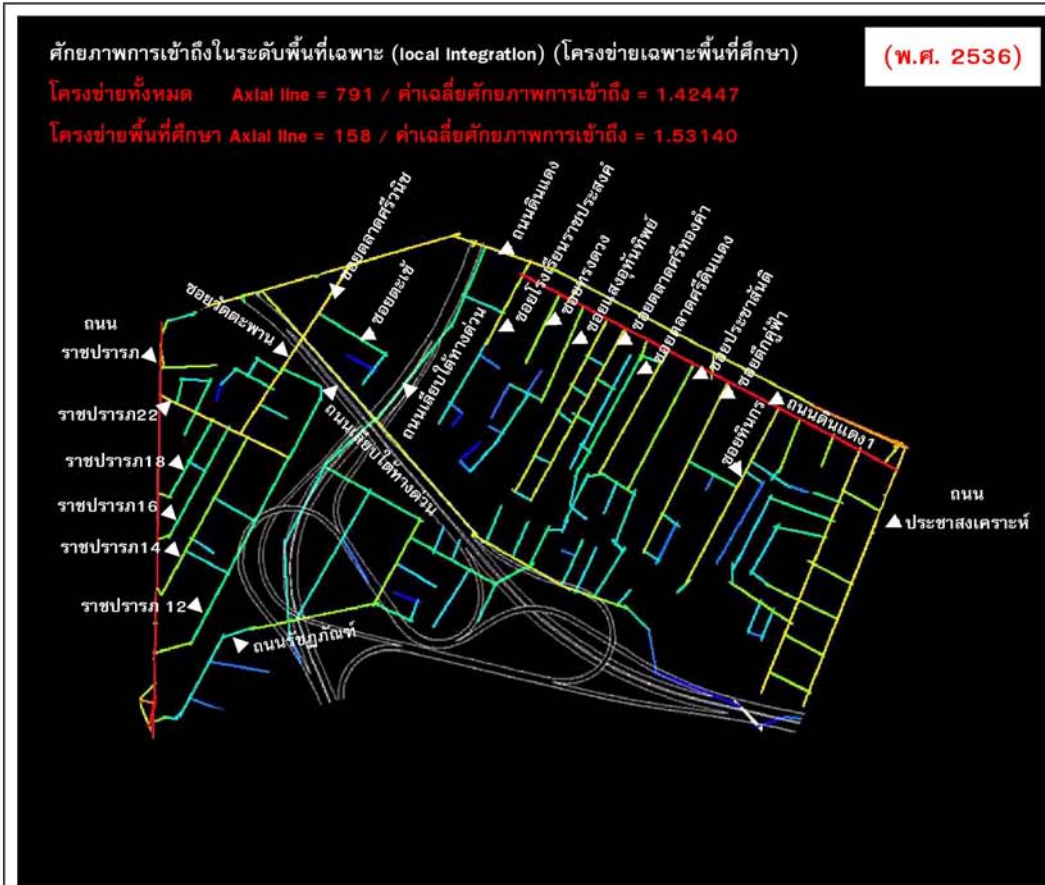 ศักยภาพการเข้าถึงในระดับพื้นที่เฉพาะ (local Integration) (โครงข่ายเฉพาะพื้นที่ศึกษา)
(พ.ศ. 2536)
โครงข่ายทั้งหมด Axial line = 791 / ค่าเฉลี่ยศักยภาพการเข้าถึง = 1.42447
โครงข่ายพื้นที่ศึกษา Axial line = 158 / ค่าเฉลี่ยศักยภาพการเข้าถึง = 1.53140
ซอยวัดตะพาน
ซอยตลาดศรีวนิช
ซอยตะเข้
ถนนเลียบใต้ทางด่วน
ถนนเลียบใต้ทางด่วน
ถนนดินแดง
ซอยโรงเรียนราชประสงค์
ซอยทรงดวง
ซอยแสงอุทันทิพย์
ซอยตลาดศรีทองคำ
ซอยตลาดศรีดินแดง
ซอยประชาสันติ
ซอยตึกคู่ฟ้า
ซอยทินกร
ถนนดินแดง1
ถนน
ราชปรารภ
ราชปรารภ22
ราชปรารภ18
ราชปรารภ16
ราชปรารภ14
ราชปรารภ 12
ถนนรัชฏภัณฑ์
ถนน
ประชาสงเคราะห์